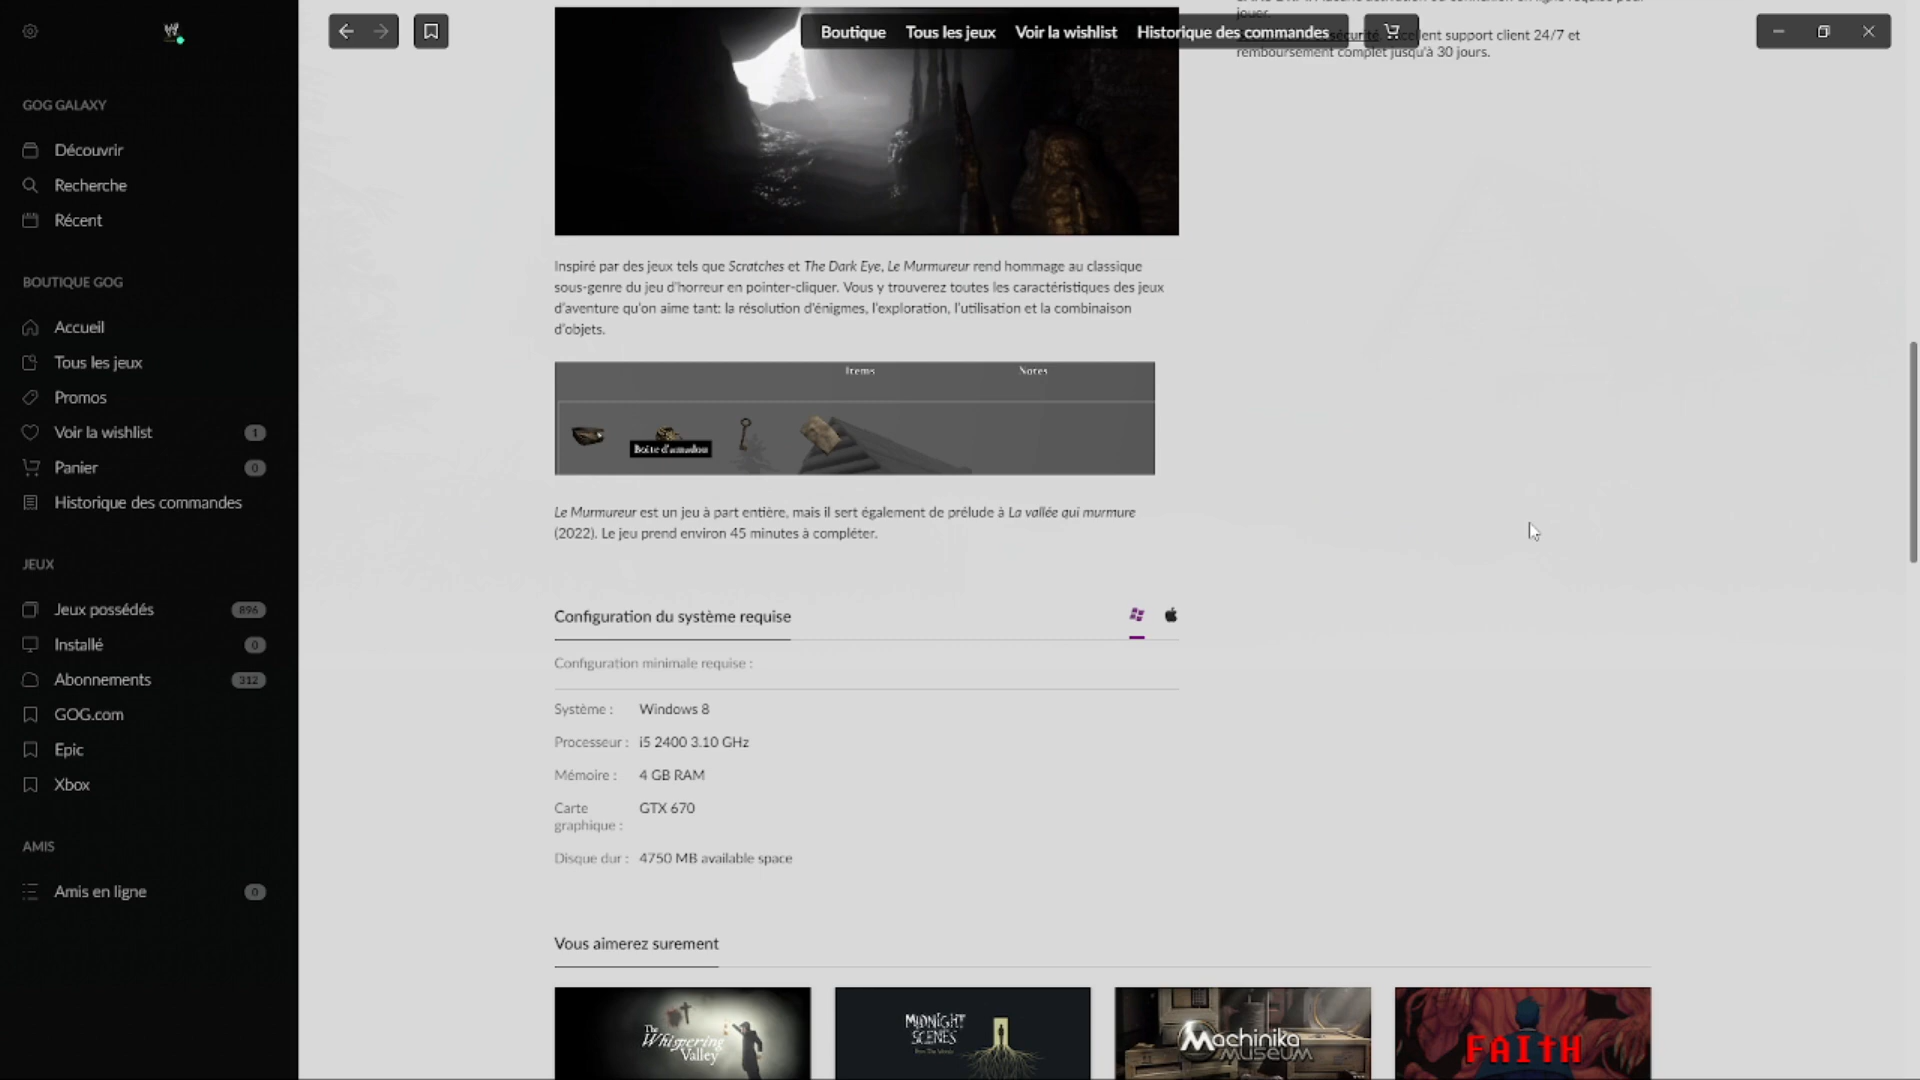 GOG GALAXY
Découvrir
Recherche
Récent
BOUTIQUE GOG
Accueil
Tous les jeux
Promos
Voir la wishlist 1
Panier 0
Historique des commandes
JEUX
Jeux possédés 896
Installé 0
Abonnements 312
GOG.com
Epic
Xbox
AMIS
Amis en ligne 0
Boutique Tous les jeux Voir la wishlist Historique des commandes
jouer.
sécurité. Excellent support client 24/7 et
remboursement complet jusqu'à 30 jours.
Inspiré par des jeux tels que Scratches et The Dark Eye, Le Murmureur rend hommage au classique
sous-genre du jeu d'horreur en pointer-cliquer. Vous y trouverez toutes les caractéristiques des jeux
d'aventure qu'on aime tant: la résolution d'énigmes, l'exploration, l'utilisation et la combinaison
d'objets.
Items Notes
Boite d'amadou
Le Murmureur est un jeu à part entière, mais il sert également de prélude à La vallée qui murmure
(2022). Le jeu prend environ 45 minutes à compléter.
Configuration du système requise
Configuration minimale requise :
Système : Windows 8
Processeur : i5 2400 3.10 GHz
Mémoire : 4 GB RAM
Carte
graphique : GTX 670
Disque dur : 4750 MB available space
Vous aimerez surement
The
Whispering
Valley
MIDNIGHT
SCENES
Machinika
MUSEUM
FAITH